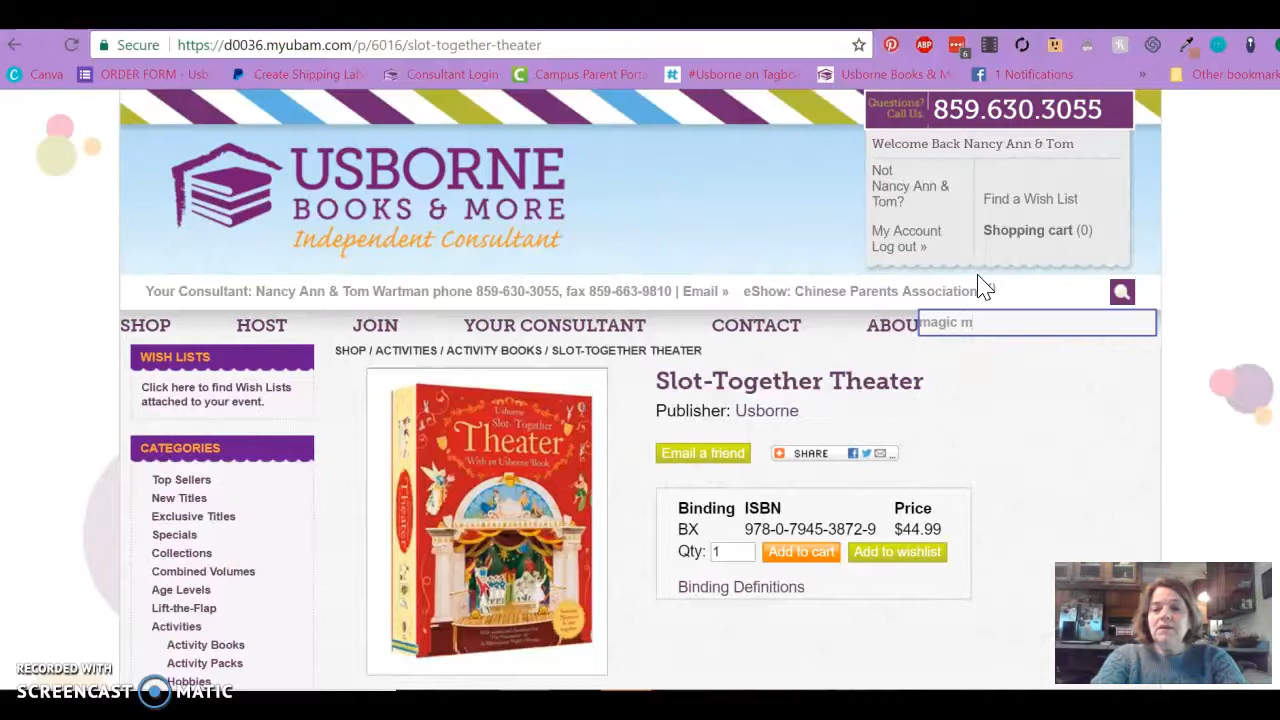 Secure
https://d0036.myubam.com/p/6016/slot-together-theater
ABP
6
Canva
ORDER FORM - Usb
Create Shipping Lab
Consultant Login
Campus Parent Port
#Usborne on Tagbo
Usborne Books & M
1 Notifications
»
Other bookmark
Questions?
Call Us.
859.630.3055
Welcome Back Nancy Ann & Tom
Not
Nancy Ann &
Tom?
Find a Wish List
My Account
Shopping cart (0)
Log out »
USBORNE
BOOKS & MORE
Independent Consultant
Your Consultant: Nancy Ann & Tom Wartman phone 859-630-3055, fax 859-663-9810 | Email » eShow: Chinese Parents Association
SHOP
HOST
JOIN
YOUR CONSULTANT
CONTACT
ABOU
magic m
WISH LISTS
Click here to find Wish Lists
attached to your event.
CATEGORIES
Top Sellers
New Titles
Exclusive Titles
Specials
Collections
Combined Volumes
Age Levels
Lift-the-Flap
Activities
Activity Books
Activity Packs
Hobbies
SHOP / ACTIVITIES / ACTIVITY BOOKS / SLOT-TOGETHER THEATER
Usborne
Slot-Together
Theater
With an Usborne Book
Theater
Slot-Together Theater
Publisher: Usborne
Email a friend
SHARE
Binding ISBN Price
BX 978-0-7945-3872-9 $44.99
Qty: 1 Add to cart Add to wishlist
Binding Definitions
RECORDED WITH
SCREENCAST MATIC